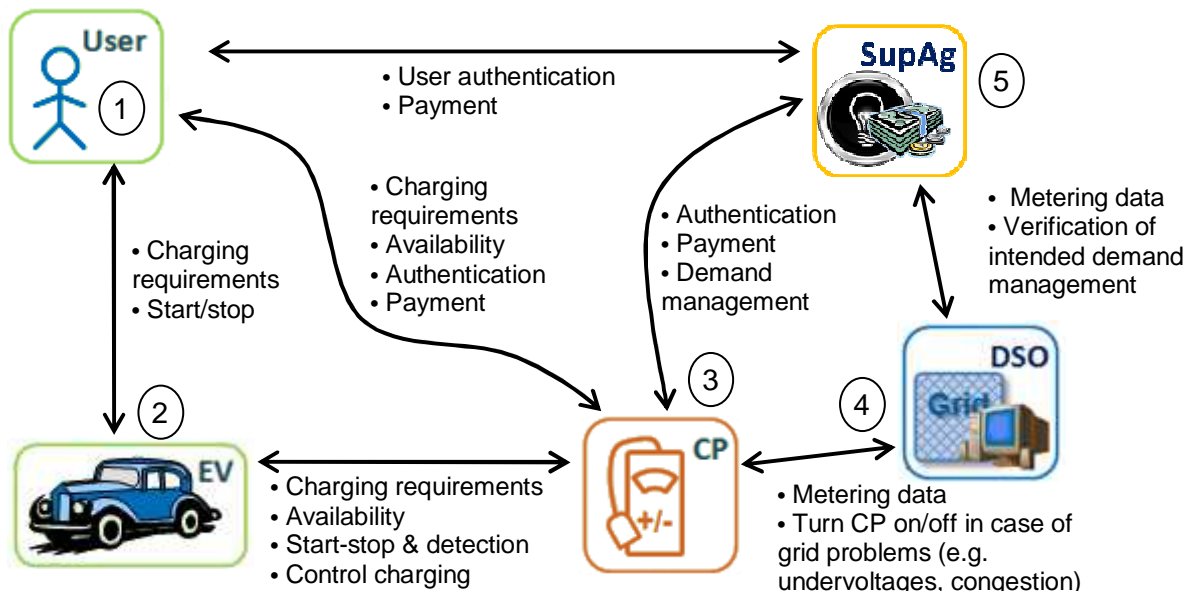 User
1
• User authentication
• Payment
SupAg
5
• Charging
requirements
• Start/stop
• Charging
requirements
• Availability
• Authentication
• Payment
• Authentication
• Payment
• Demand
management
• Metering data
• Verification of
intended demand
management
2
EV
• Charging requirements
• Availability
• Start-stop & detection
• Control charging
3
CP
+/-
4
DSO
Grid
• Metering data
• Turn CP on/off in case of
grid problems (e.g.
undervoltages, congestion)